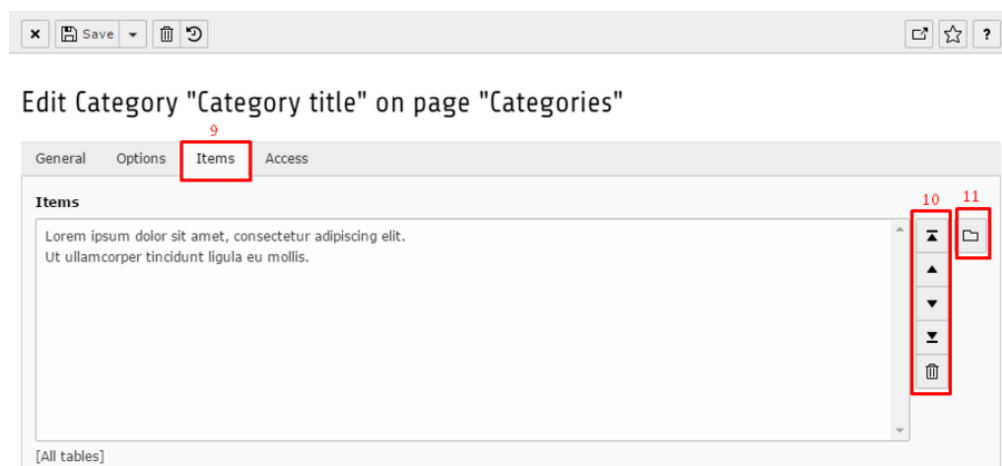 Save
?
Edit Category "Category title" on page "Categories"
9
General Options Items Access
Items
10 11
Lorem ipsum dolor sit amet, consectetur adipiscing elit.
Ut ullamcorper tincidunt ligula eu mollis.
[All tables]